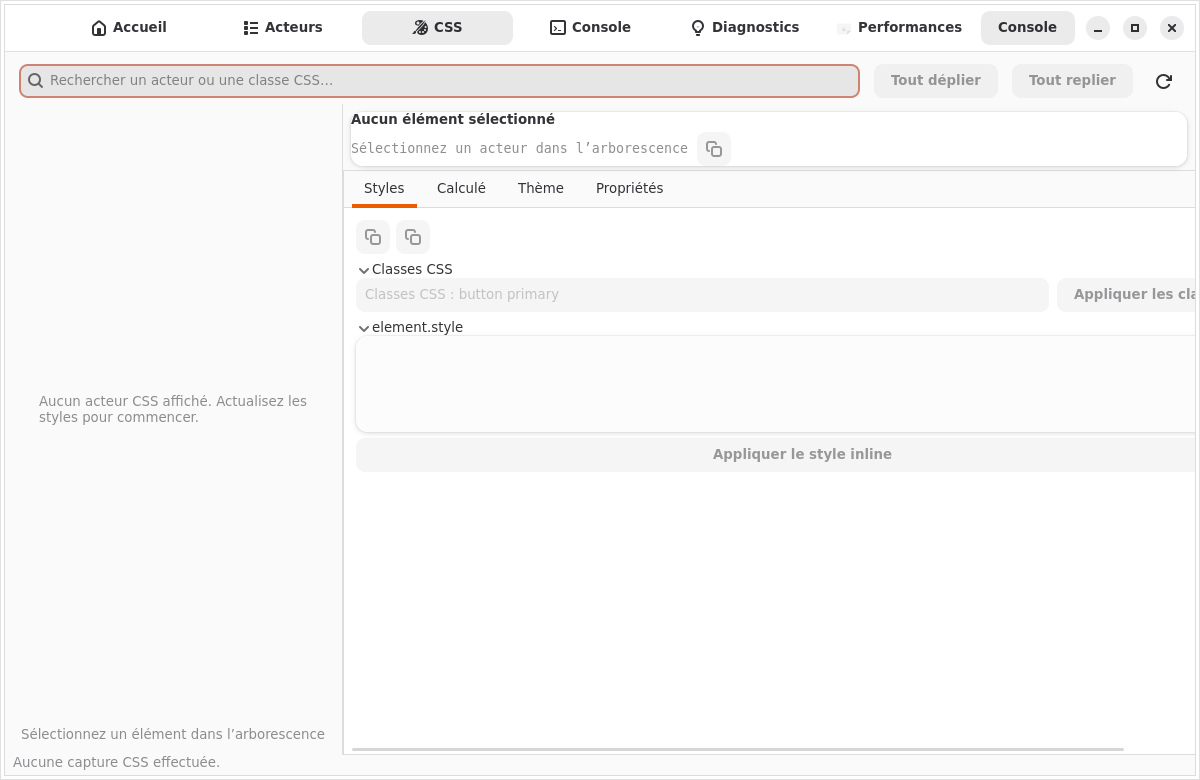 Accueil
Acteurs
CSS
Console
Diagnostics
Performances
Console
Rechercher un acteur ou une classe CSS...
Tout déplier
Tout replier
Aucun élément sélectionné
Sélectionnez un acteur dans l’arborescence
Styles
Calculé
Thème
Propriétés
Classes CSS
Classes CSS : button primary
Appliquer les cla
element.style
Appliquer le style inline
Aucun acteur CSS affiché. Actualisez les
styles pour commencer.
Sélectionnez un élément dans l’arborescence
Aucune capture CSS effectuée.